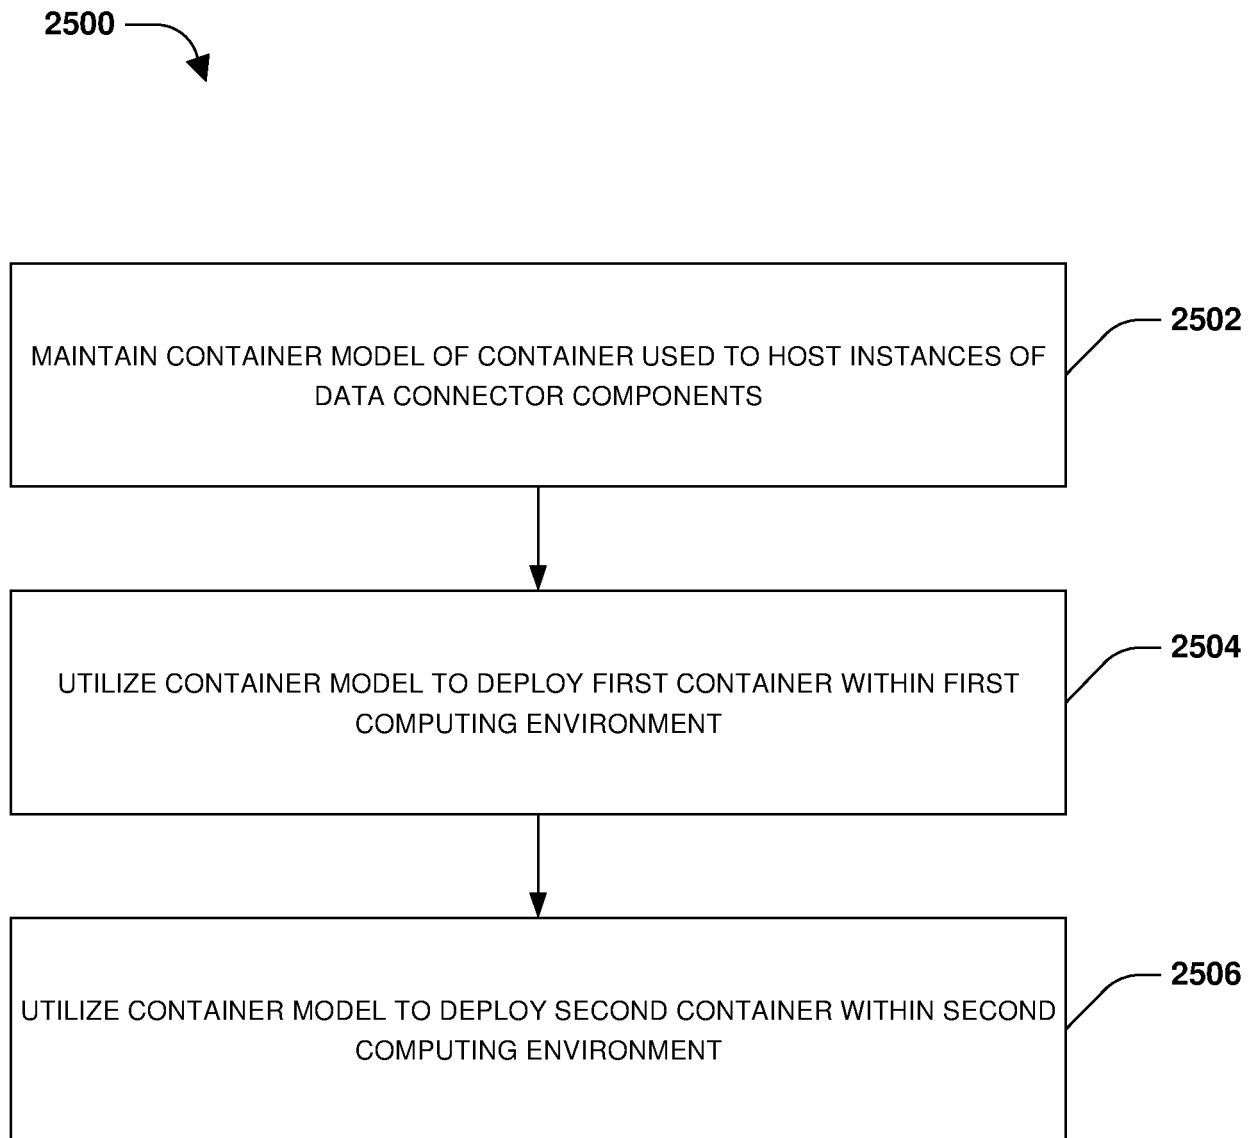 2500
MAINTAIN CONTAINER MODEL OF CONTAINER USED TO HOST INSTANCES OF
DATA CONNECTOR COMPONENTS
2502
UTILIZE CONTAINER MODEL TO DEPLOY FIRST CONTAINER WITHIN FIRST
COMPUTING ENVIRONMENT
2504
UTILIZE CONTAINER MODEL TO DEPLOY SECOND CONTAINER WITHIN SECOND
COMPUTING ENVIRONMENT
2506